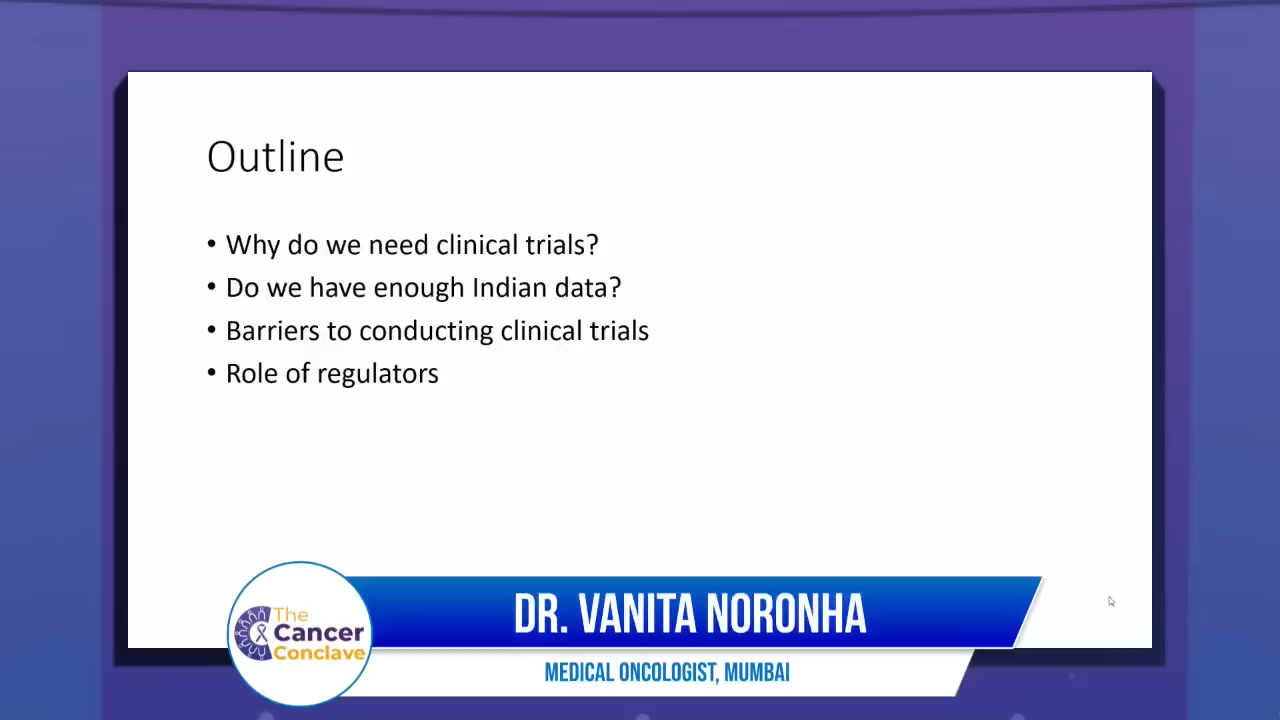 Outline
• Why do we need clinical trials?
• Do we have enough Indian data?
• Barriers to conducting clinical trials
• Role of regulators
The
Cancer
Conclave
DR. VANITA NORONHA
MEDICAL ONCOLOGIST, MUMBAI